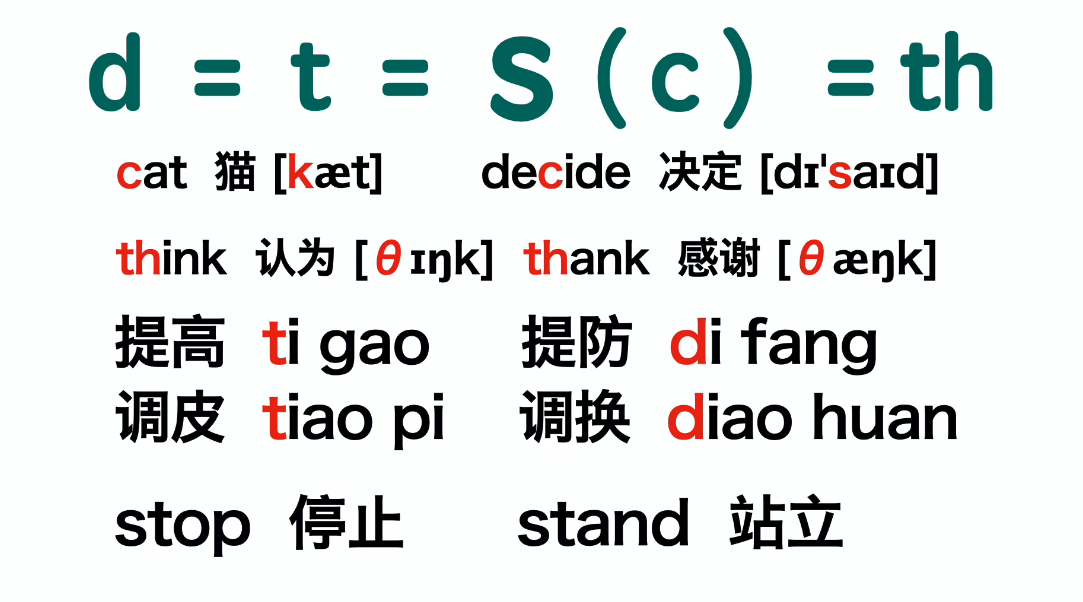 d = t = S (c) = th
cat 猫 [kæt] decide 决定 [dɪ'saɪd]
think 认为 [θɪŋk] thank 感谢 [θæŋk]
提高 ti gao 提防 di fang
调皮 tiao pi 调换 diao huan
stop 停止 stand 站立